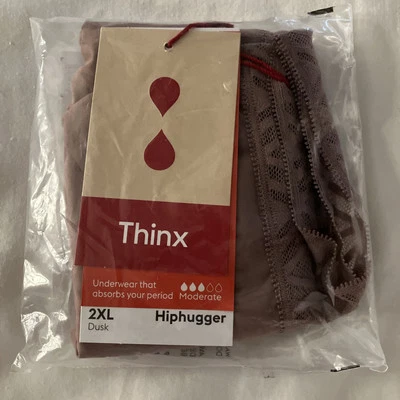 Thinx
Underwear that
absorbs your period Moderate
2XL Hiphugger
Dusk